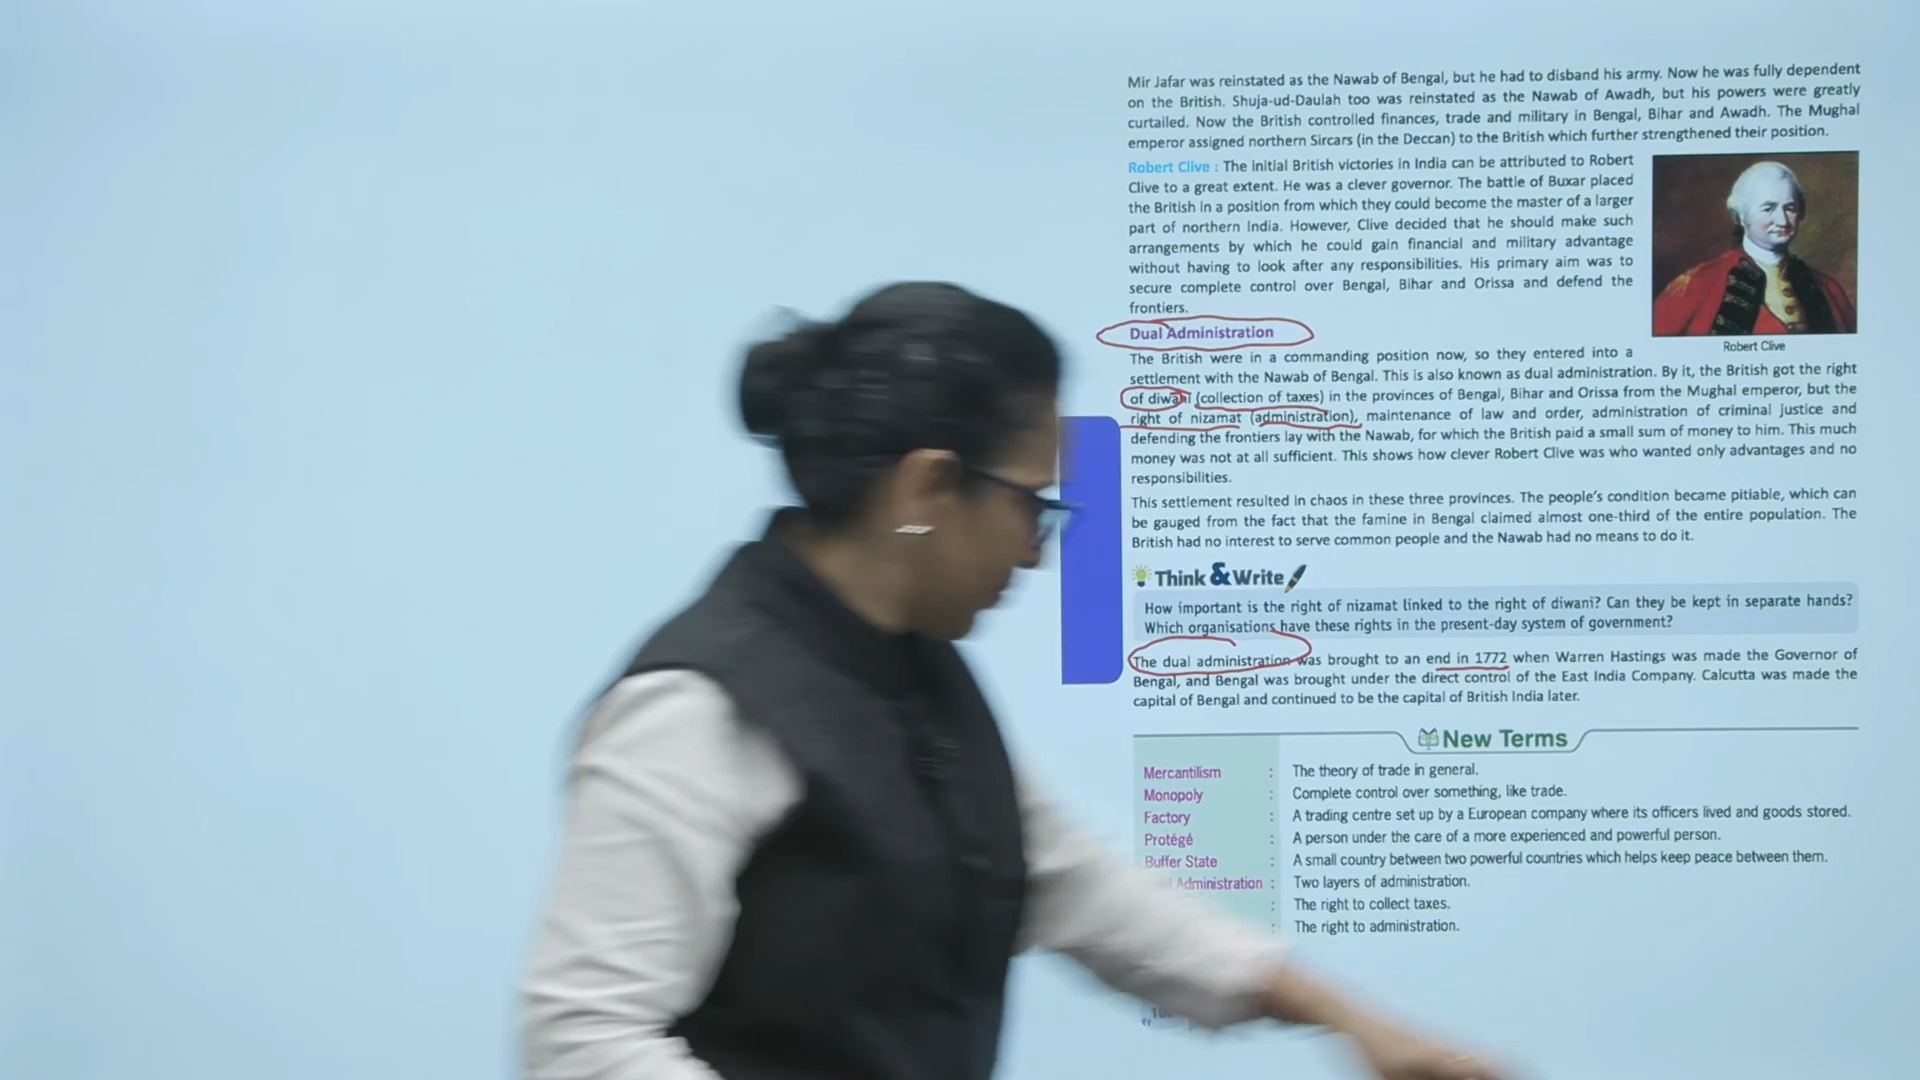 Mir Jafar was reinstated as the Nawab of Bengal, but he had to disband his army. Now he was fully dependent
on the British. Shuja-ud-Daulah too was reinstated as the Nawab of Awadh, but his powers were greatly
curtailed. Now the British controlled finances, trade and military in Bengal, Bihar and Awadh. The Mughal
emperor assigned northern Sircars (in the Deccan) to the British which further strengthened their position.
Robert Clive : The initial British victories in India can be attributed to Robert
Clive to a great extent. He was a clever governor. The battle of Buxar placed
the British in a position from which they could become the master of a larger
part of northern India. However, Clive decided that he should make such
arrangements by which he could gain financial and military advantage
without having to look after any responsibilities. His primary aim was to
secure complete control over Bengal, Bihar and Orissa and defend the
frontiers.
Robert Clive
Dual Administration
The British were in a commanding position now, so they entered into a
settlement with the Nawab of Bengal. This is also known as dual administration. By it, the British got the right
of diwani (collection of taxes) in the provinces of Bengal, Bihar and Orissa from the Mughal emperor, but the
right of nizamat (administration), maintenance of law and order, administration of criminal justice and
defending the frontiers lay with the Nawab, for which the British paid a small sum of money to him. This much
money was not at all sufficient. This shows how clever Robert Clive was who wanted only advantages and no
responsibilities.
This settlement resulted in chaos in these three provinces. The people's condition became pitiable, which can
be gauged from the fact that the famine in Bengal claimed almost one-third of the entire population. The
British had no interest to serve common people and the Nawab had no means to do it.
Think & Write
How important is the right of nizamat linked to the right of diwani? Can they be kept in separate hands?
Which organisations have these rights in the present-day system of government?
The dual administration was brought to an end in 1772 when Warren Hastings was made the Governor of
Bengal, and Bengal was brought under the direct control of the East India Company. Calcutta was made the
capital of Bengal and continued to be the capital of British India later.
New Terms
Mercantilism : The theory of trade in general.
Monopoly : Complete control over something, like trade.
Factory : A trading centre set up by a European company where its officers lived and goods stored.
Protégé : A person under the care of a more experienced and powerful person.
Buffer State : A small country between two powerful countries which helps keep peace between them.
Administration : Two layers of administration.
: The right to collect taxes.
: The right to administration.